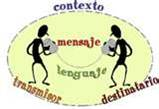 contexto
mensaje
lenguaje
transmisor
destinatario